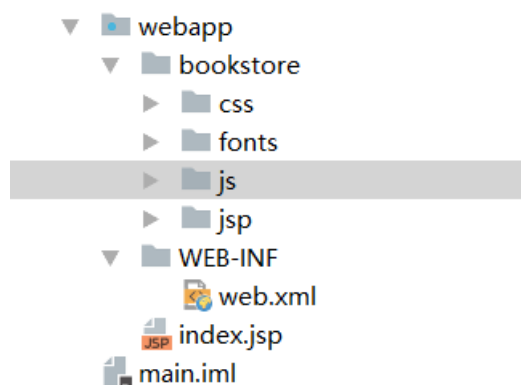 webapp
bookstore
css
fonts
js
jsp
WEB-INF
web.xml
JSP index.jsp
main.iml